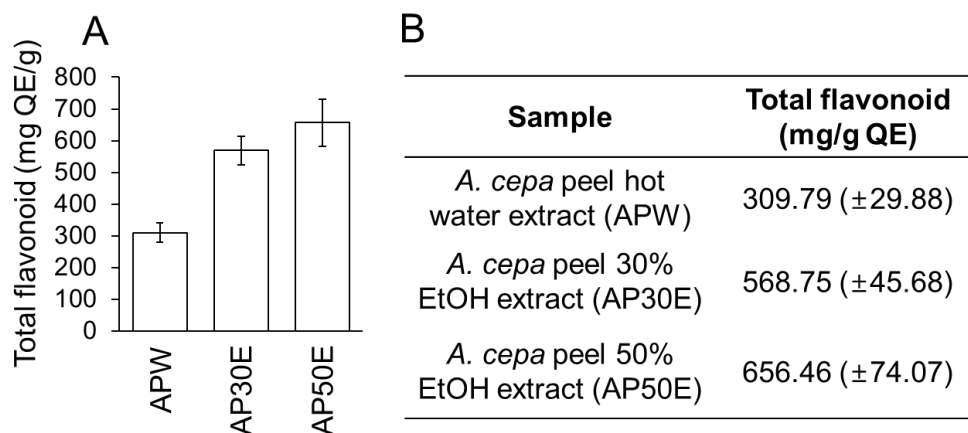 A
Total flavonoid (mg QE/g)
800
700
600
500
400
300
200
100
0
APW
AP30E
AP50E
B
Sample
Total flavonoid
(mg/g QE)
A. cepa peel hot
water extract (APW)
309.79 (±29.88)
A. cepa peel 30%
EtOH extract (AP30E)
568.75 (±45.68)
A. cepa peel 50%
EtOH extract (AP50E)
656.46 (±74.07)